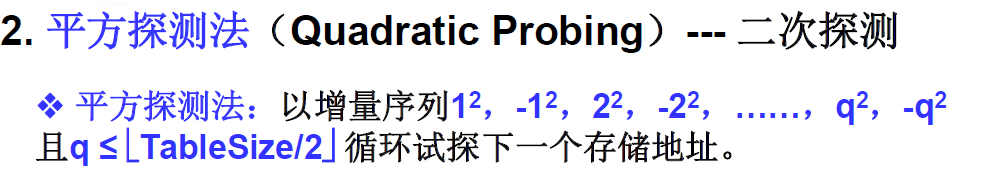 2. 平方探测法（Quadratic Probing）--- 二次探测
❖ 平方探测法：以增量序列1²，-1²，2²，-2²，……，q²，-q²
且q ≤ ⌊TableSize/2⌋ 循环试探下一个存储地址。